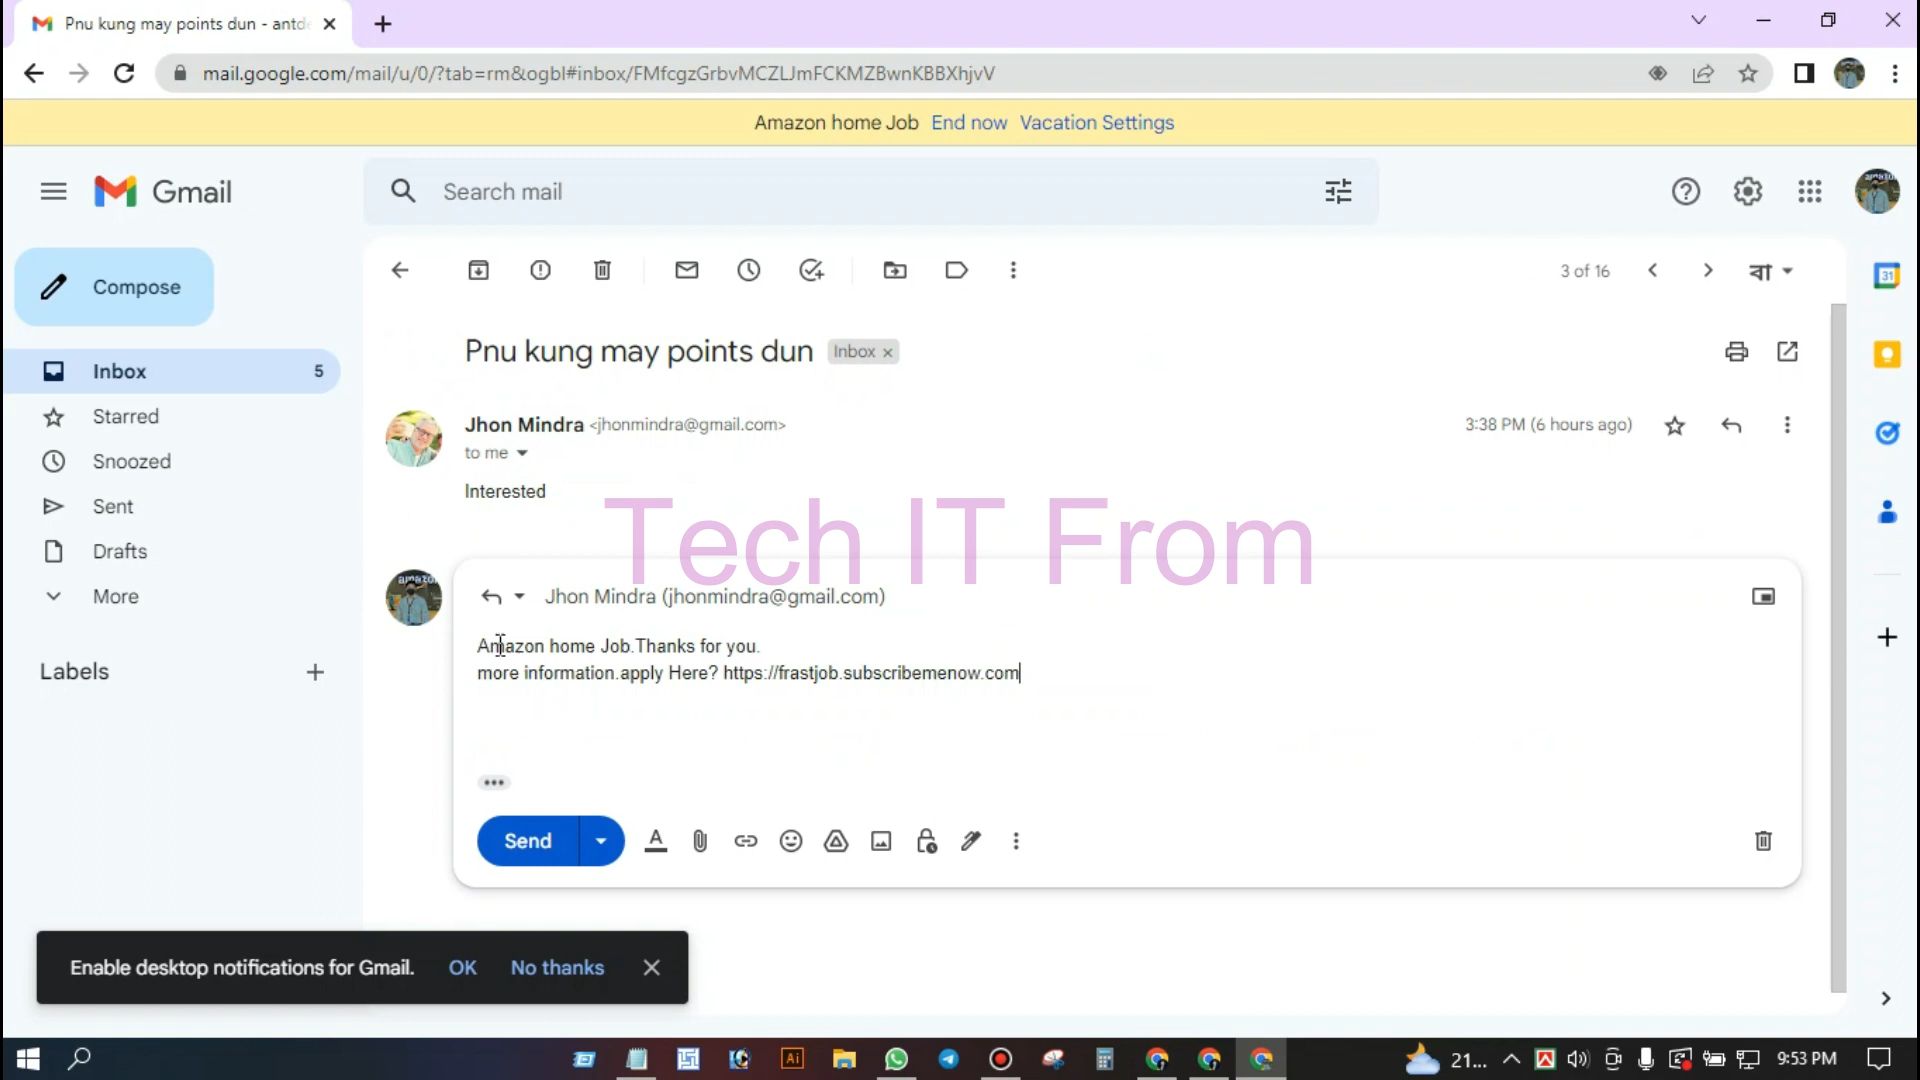 Pnu kung may points dun - antde
mail.google.com/mail/u/0/?tab=rm&ogbl#inbox/FMfcgzGrbvMCZLJmFCKMZBwnKBBXhjvV
Amazon home Job End now Vacation Settings
Gmail
Search mail
Compose
3 of 16
বা
31
Pnu kung may points dun Inbox ×
Inbox 5
Starred
Snoozed
Sent
Drafts
More
Labels
Jhon Mindra <jhonmindra@gmail.com> 3:38 PM (6 hours ago)
to me
Interested
Tech IT From
Jhon Mindra (jhonmindra@gmail.com)
Amazon home Job.Thanks for you.
more information.apply Here? https://frastjob.subscribemenow.com
Send
Enable desktop notifications for Gmail. OK No thanks
Ai
21... 9:53 PM